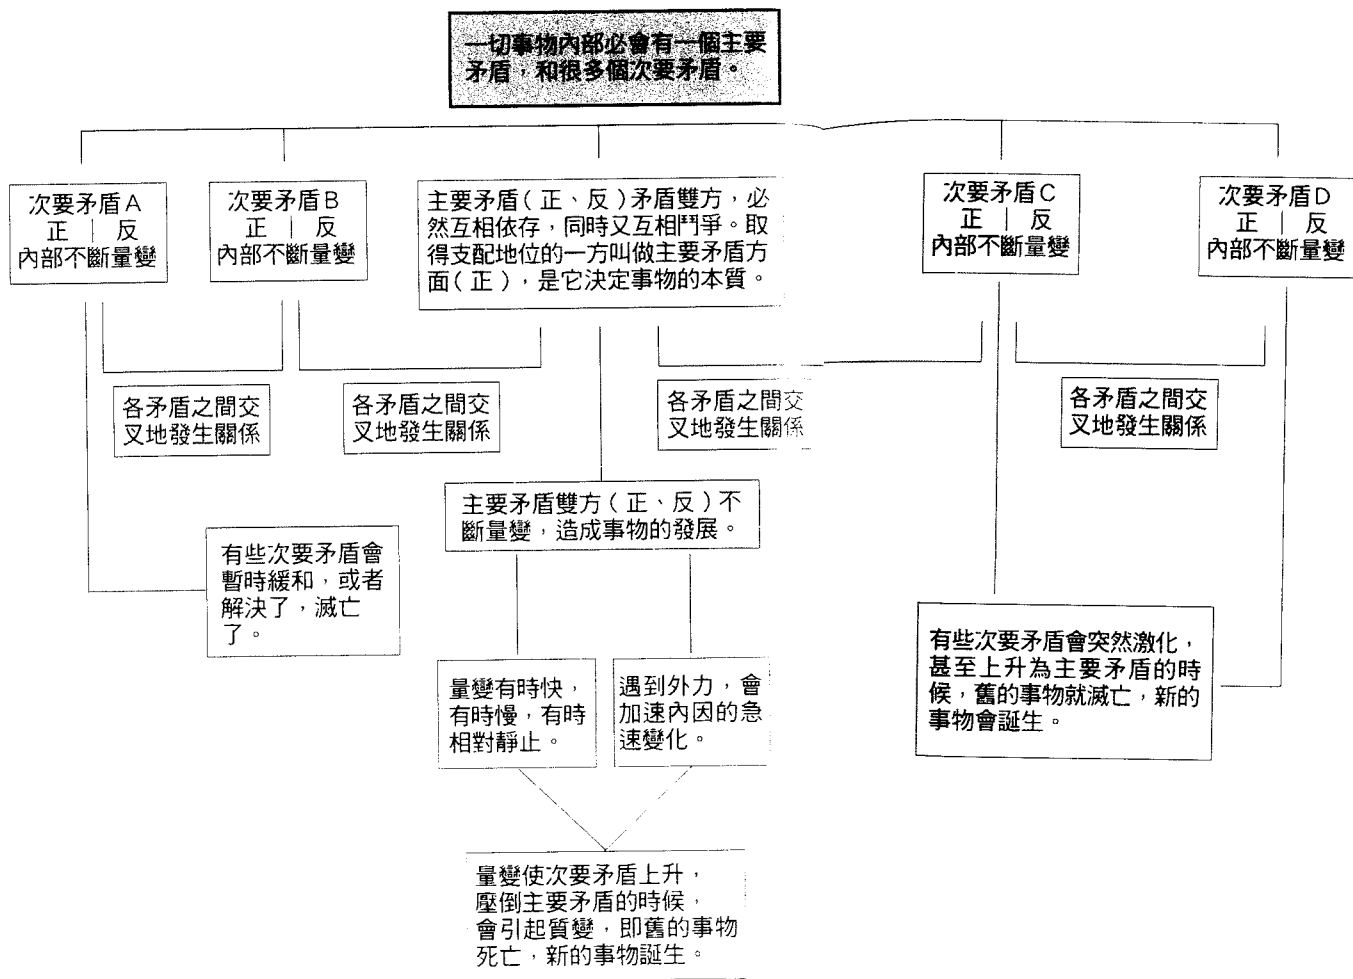 一切事物內部必會有一個主要
矛盾，和很多個次要矛盾。
次要矛盾A
正｜反
內部不斷量變
次要矛盾B
正｜反
內部不斷量變
主要矛盾（正、反）矛盾雙方，必
然互相依存，同時又互相鬥爭。取
得支配地位的一方叫做主要矛盾方
面（正），是它決定事物的本質。
次要矛盾C
正｜反
內部不斷量變
次要矛盾D
正｜反
內部不斷量變
各矛盾之間交
叉地發生關係
各矛盾之間交
叉地發生關係
各矛盾之間交
叉地發生關係
各矛盾之間交
叉地發生關係
主要矛盾雙方（正、反）不
斷量變，造成事物的發展。
有些次要矛盾會
暫時緩和，或者
解決了，滅亡
了。
量變有時快，
有時慢，有時
相對靜止。
遇到外力，會
加速內因的急
速變化。
有些次要矛盾會突然激化，
甚至上升為主要矛盾的時
候，舊的事物就滅亡，新的
事物會誕生。
量變使次要矛盾上升，
壓倒主要矛盾的時候，
會引起質變，即舊的事物
死亡，新的事物誕生。